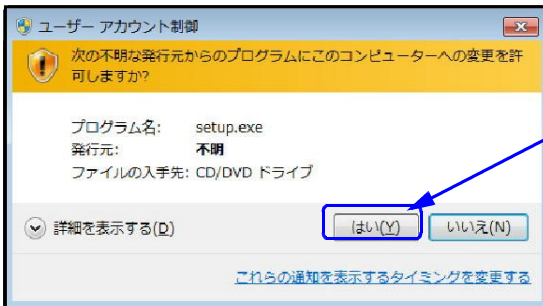 ユーザー アカウント制御
次の不明な発行元からのプログラムにこのコンピューターへの変更を許
可しますか?
プログラム名: setup.exe
発行元: 不明
ファイルの入手先: CD/DVD ドライブ
詳細を表示する(D)
はい(Y) いいえ(N)
これらの通知を表示するタイミングを変更する